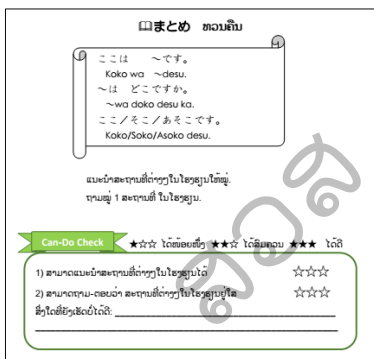 まとめ ທວນຄືນ
ここは ～です。
Koko wa ～desu.
～は どこですか。
～wa doko desu ka.
ここ／そこ／あそこです。
Koko/Soko/Asoko desu.
ແນະນຳສະຖານທີ່ຕ່າງໆໃນໂຮງຮຽນໃຫ້ໝູ່.
ຖາມໝູ່ 1 ສະຖານທີ່ ໃນໂຮງຮຽນ.
Can-Do Check ★☆☆ ໄດ້ໜ້ອຍໜຶ່ງ ★★☆ ໄດ້ສົມຄວນ ★★★ ໄດ້ດີ
1) ສາມາດແນະນຳສະຖານທີ່ຕ່າງໆໃນໂຮງຮຽນໄດ້ ☆☆☆
2) ສາມາດຖາມ-ຕອບວ່າ ສະຖານທີ່ຕ່າງໆໃນໂຮງຮຽນຢູ່ໃສ ☆☆☆
ສິ່ງໃດທີ່ຍັງເຮັດບໍ່ໄດ້ດີ: